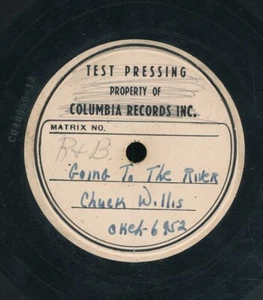 TEST PRESSING
PROPERTY OF
COLUMBIA RECORDS INC.
MATRIX NO.
R+B.
Going To The River
Chuck Willis
okeh-6952